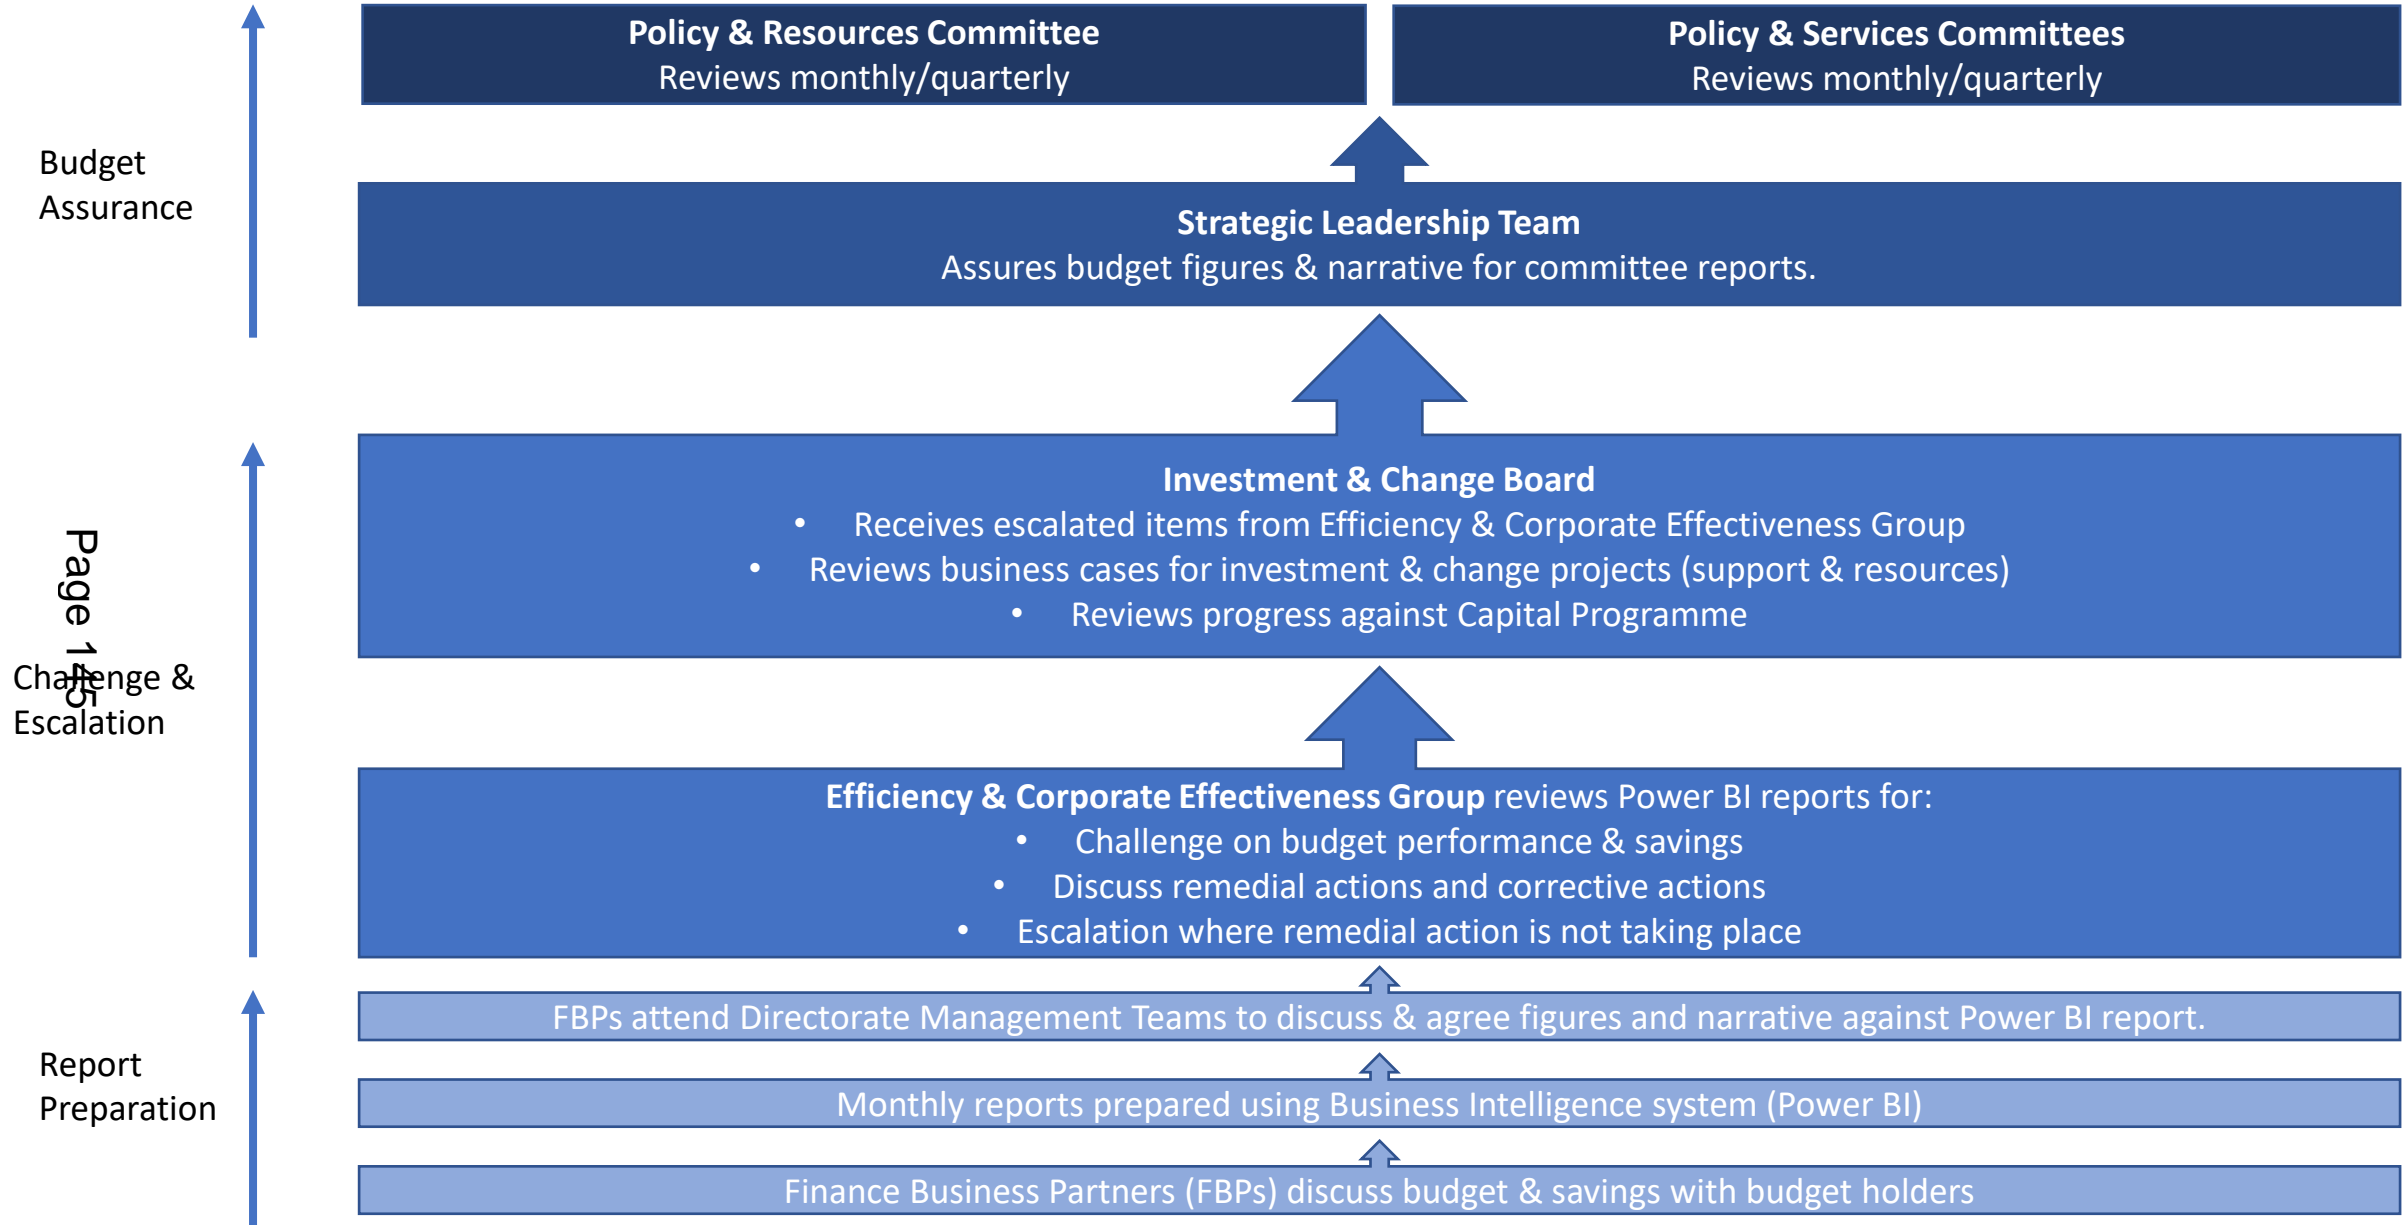 Policy & Resources Committee
Reviews monthly/quarterly
Policy & Services Committees
Reviews monthly/quarterly
Budget
Assurance
Strategic Leadership Team
Assures budget figures & narrative for committee reports.
Investment & Change Board
• Receives escalated items from Efficiency & Corporate Effectiveness Group
• Reviews business cases for investment & change projects (support & resources)
• Reviews progress against Capital Programme
Page 145
Challenge &
Escalation
Efficiency & Corporate Effectiveness Group reviews Power BI reports for:
• Challenge on budget performance & savings
• Discuss remedial actions and corrective actions
• Escalation where remedial action is not taking place
FBPs attend Directorate Management Teams to discuss & agree figures and narrative against Power BI report.
Report
Preparation
Monthly reports prepared using Business Intelligence system (Power BI)
Finance Business Partners (FBPs) discuss budget & savings with budget holders